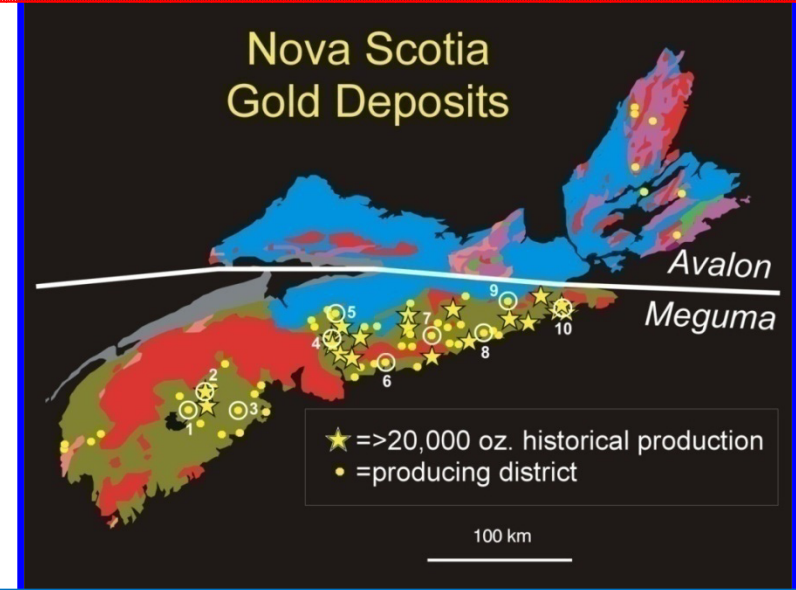 Nova Scotia
Gold Deposits
Avalon
Meguma
9
5
7
4
10
8
6
2
3
1
=>20,000 oz. historical production
=producing district
100 km